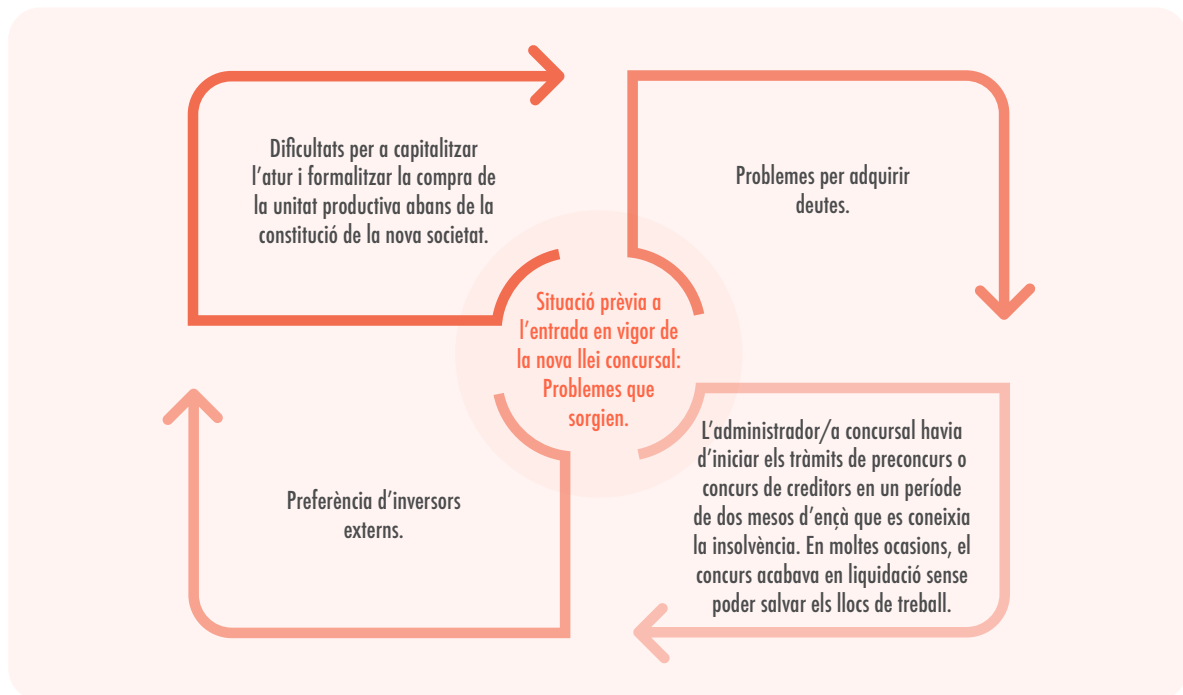 Dificultats per a capitalitzar
l'atur i formalitzar la compra de
la unitat productiva abans de la
constitució de la nova societat.
Problemes per adquirir
deutes.
Situació prèvia a
l'entrada en vigor de
la nova llei concursal:
Problemes que
sorgien.
L'administrador/a concursal havia
d'iniciar els tràmits de preconcurs o
concurs de creditors en un període
de dos mesos d'ençà que es coneixia
la insolvència. En moltes ocasions, el
concurs acabava en liquidació sense
poder salvar els llocs de treball.
Preferència d'inversors
externs.